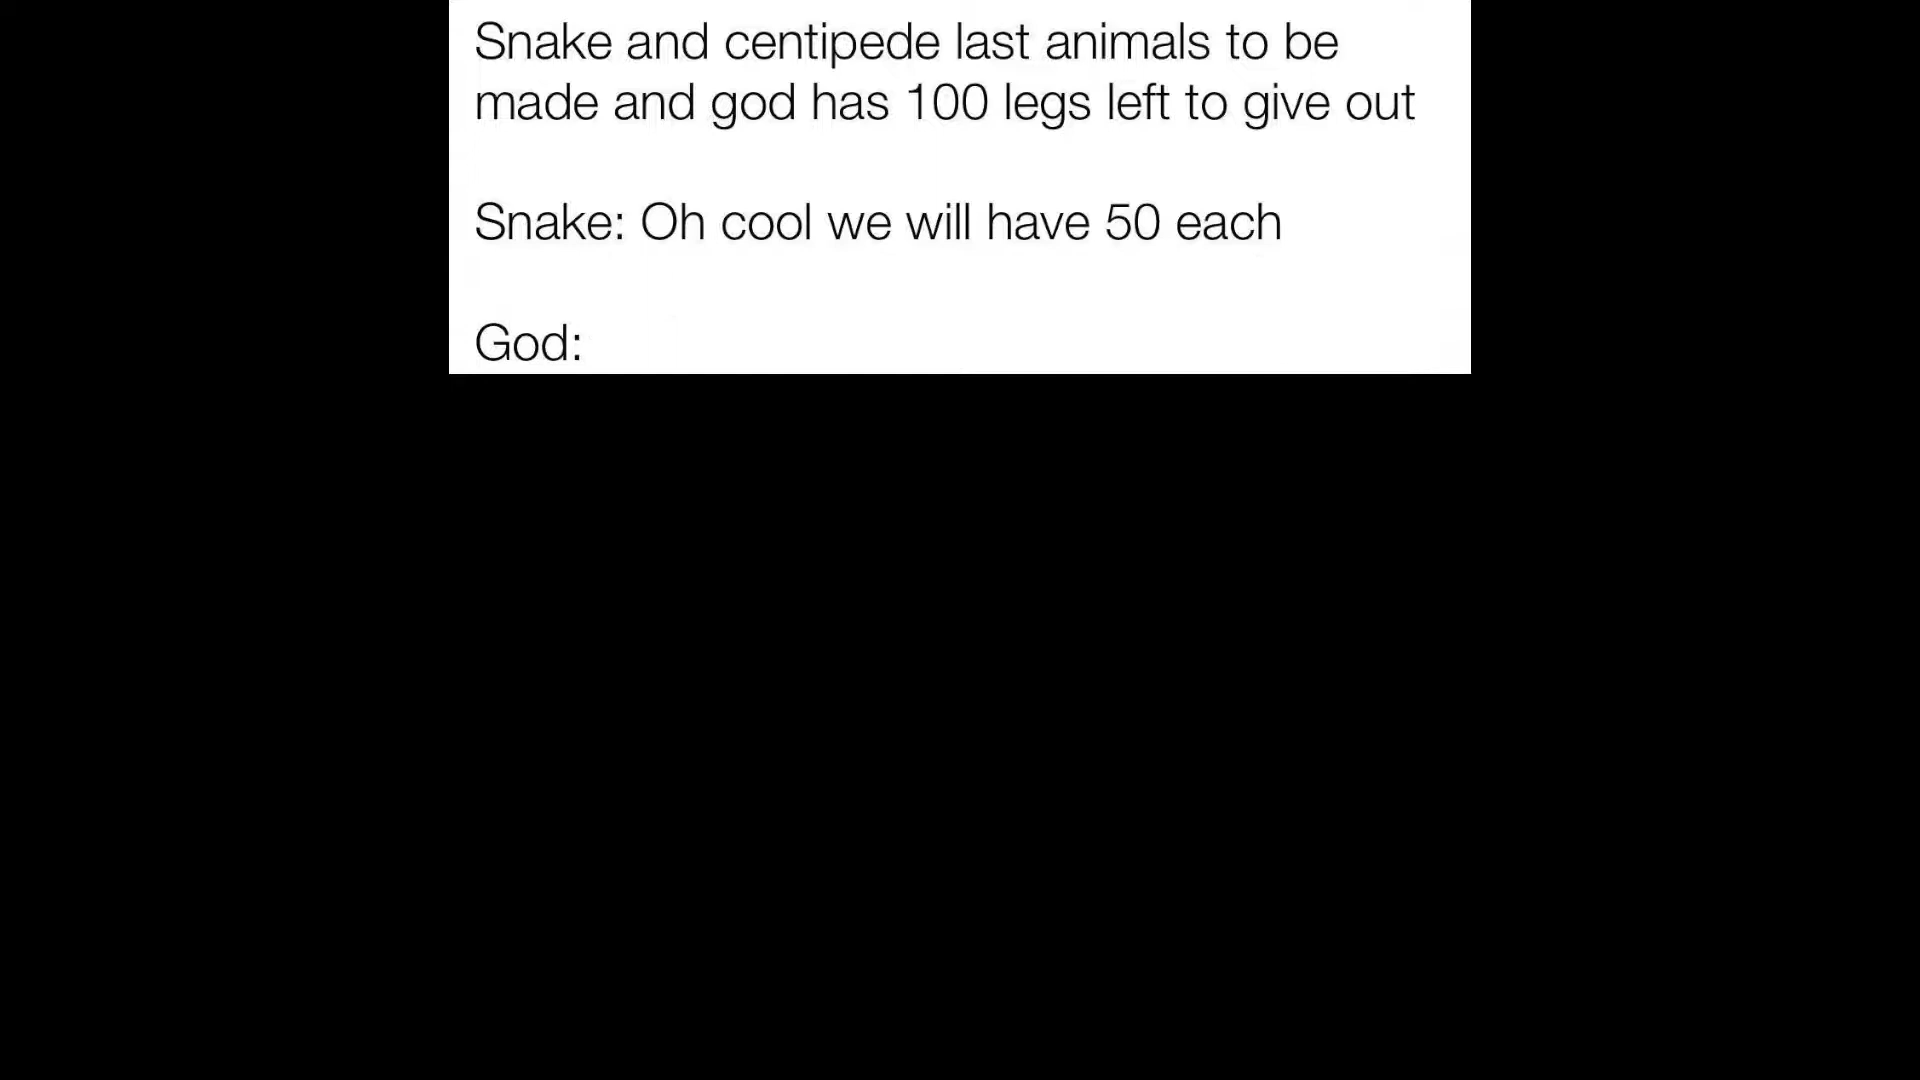 Snake and centipede last animals to be
made and god has 100 legs left to give out
Snake: Oh cool we will have 50 each
God: